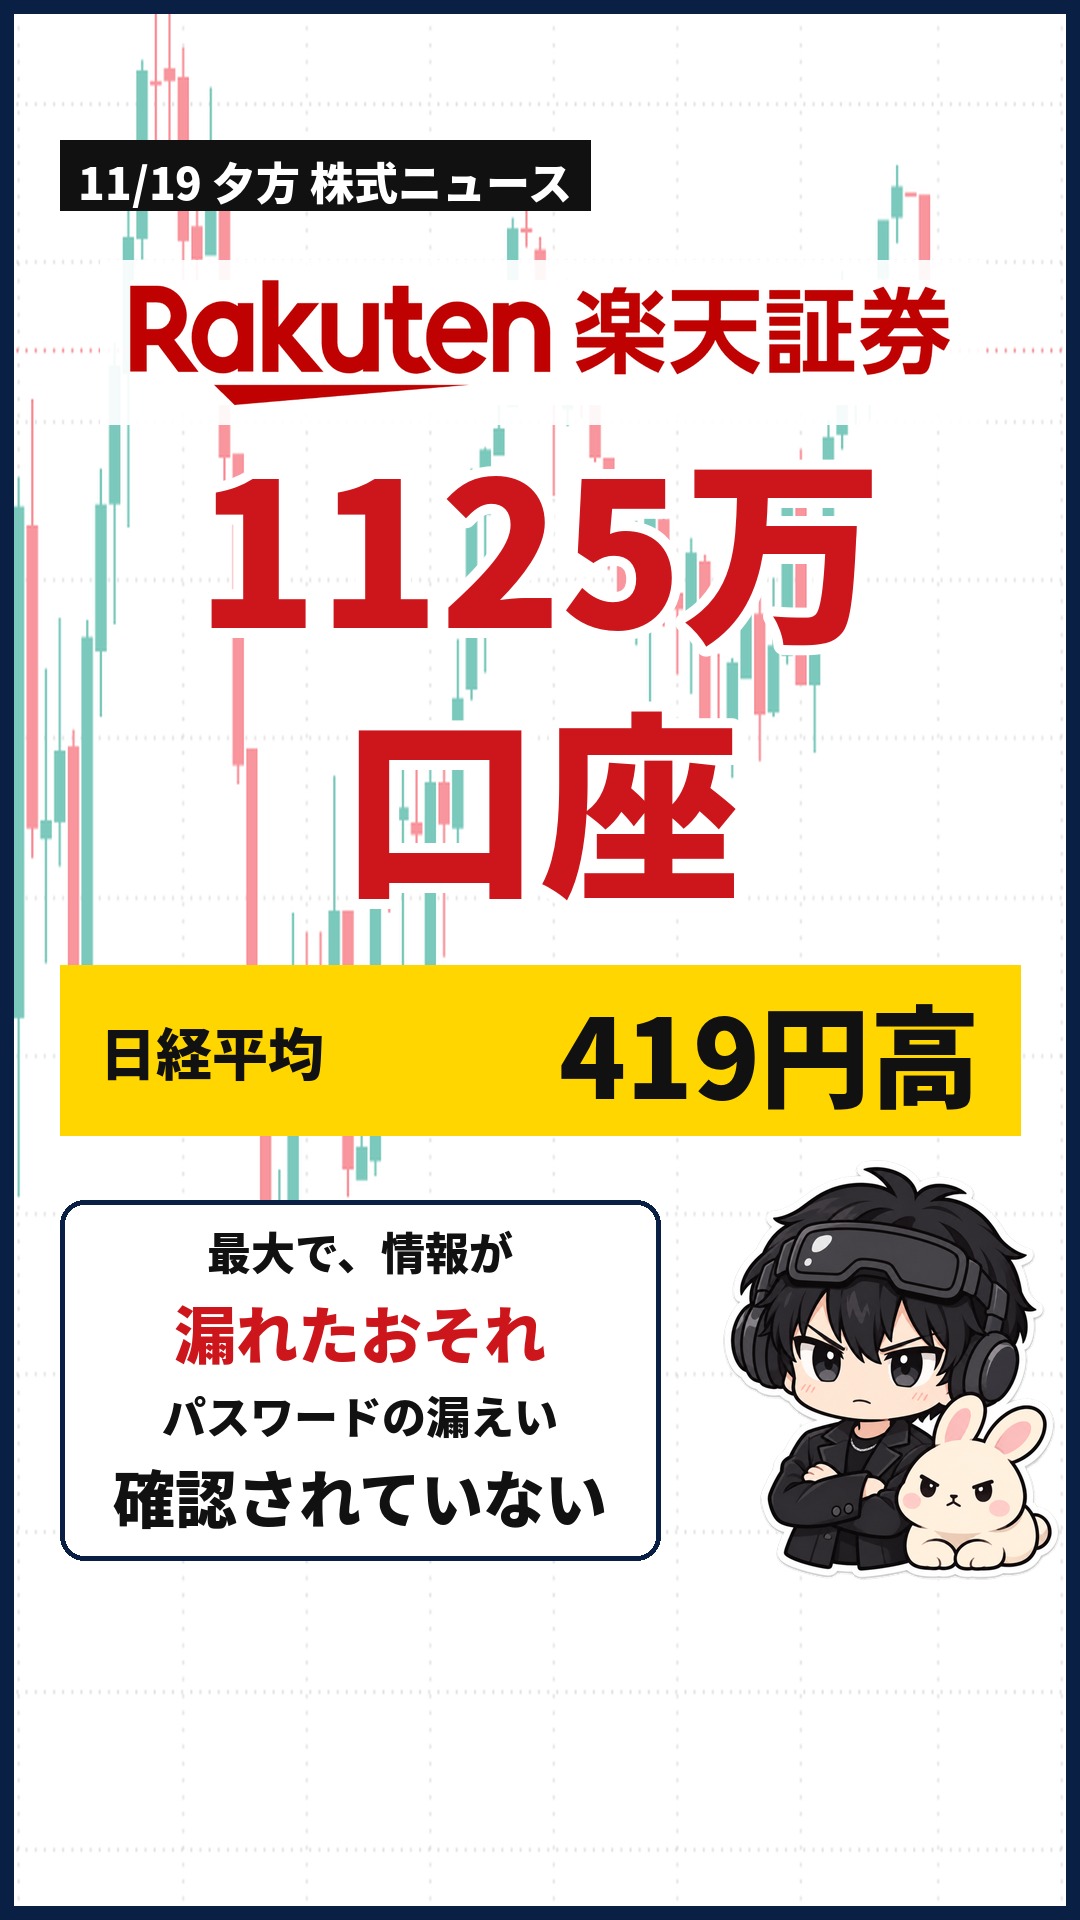 11/19 夕方 株式ニュース
Rakuten 楽天証券
1125万
口座
日経平均 419円高
最大で、情報が
漏れたおそれ
パスワードの漏えい
確認されていない